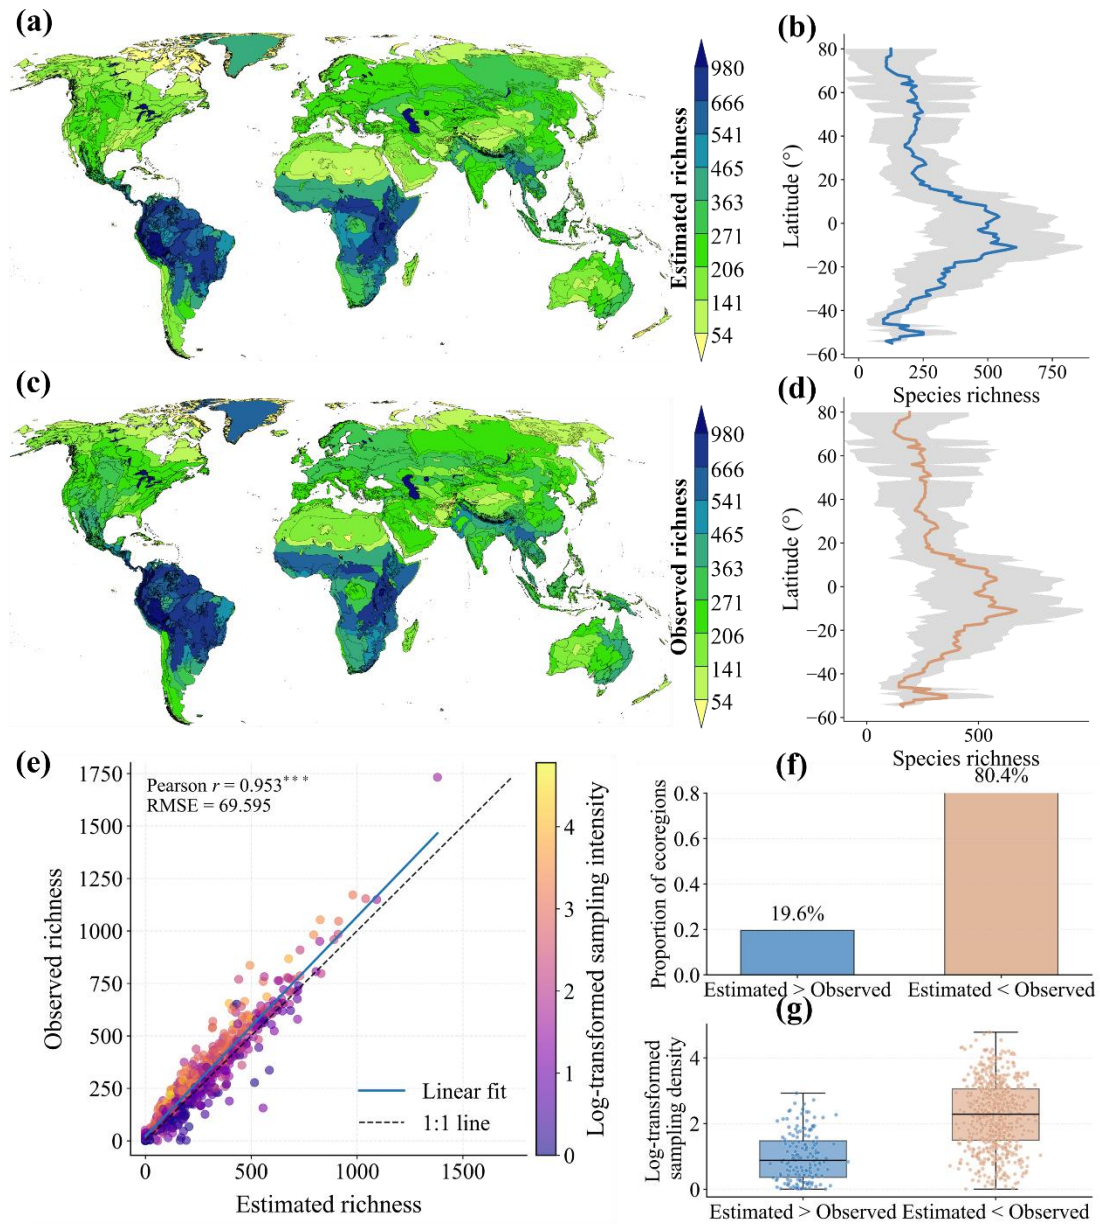 (a)
980
666
541
465
363
271
206
141
54
Estimated richness
(b)
80
60
40
20
0
−20
−40
−60
Latitude (°)
0
250
500
750
Species richness
(c)
980
666
541
465
363
271
206
141
54
Observed richness
(d)
80
60
40
20
0
−20
−40
−60
Latitude (°)
0
500
Species richness
(e)
Pearson r = 0.953***
RMSE = 69.595
1750
1500
1250
1000
750
500
250
0
Observed richness
0
500
1000
1500
Estimated richness
Linear fit
1:1 line
4
3
2
1
0
Log-transformed sampling intensity
(f)
0.8
0.6
0.4
0.2
0.0
Proportion of ecoregions
19.6%
80.4%
Estimated > Observed
Estimated < Observed
(g)
4
2
0
Log-transformed
sampling density
Estimated > Observed
Estimated < Observed